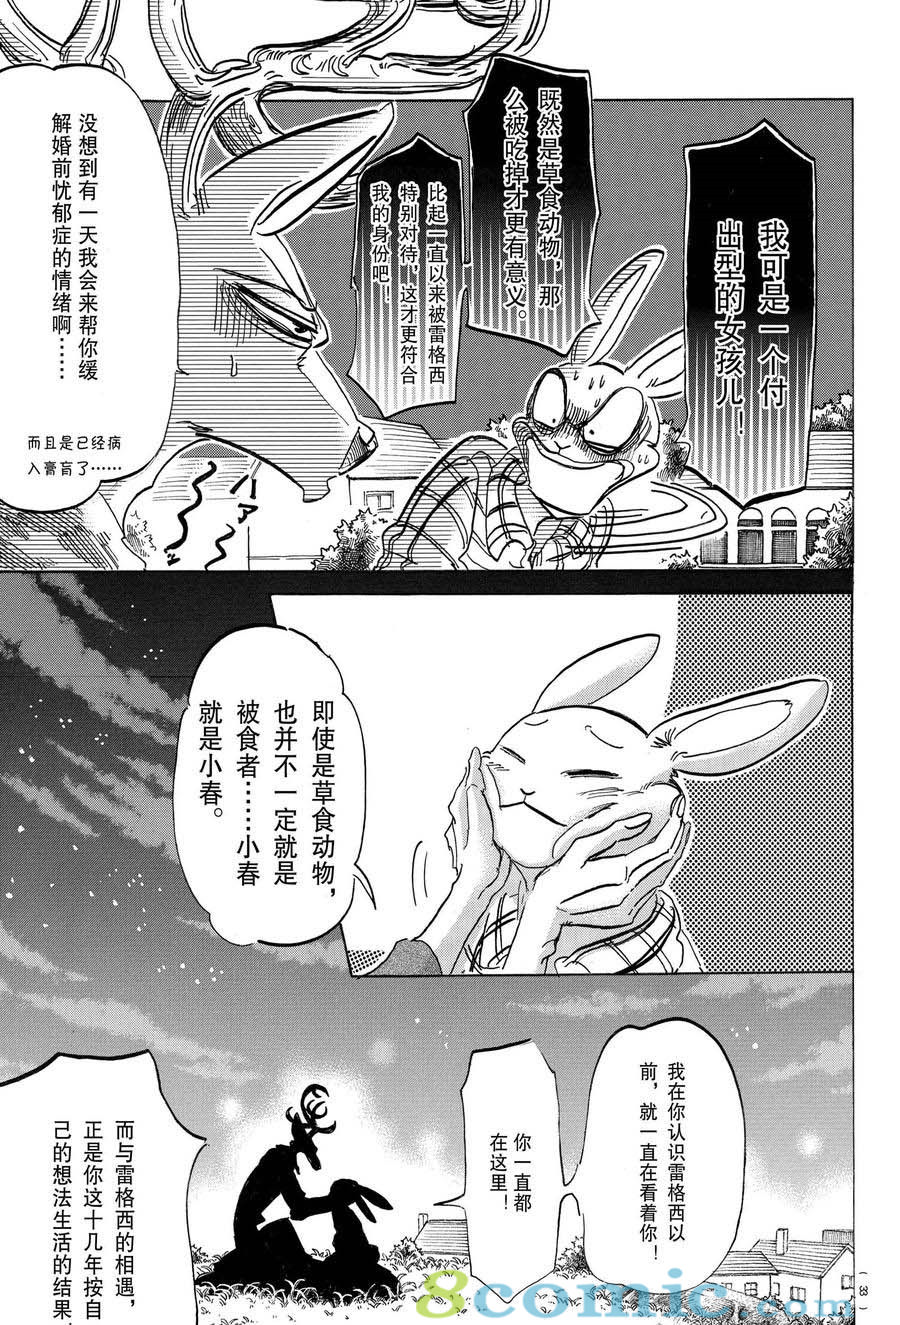 我可是一个付
出型的女孩儿！
既然是草食动物，那
么被吃掉才更有意义。
比起一直以来被雷格西
特别对待，这才更符合
我的身份吧！
没想到有一天我会来帮你缓
解婚前忧郁症的情绪啊……
而且是已经病
入膏肓了……
即使是草食动物，
也并不一定就是
被食者……小春
就是小春。
我在你认识雷格西以
前，就一直在看着你！
你一直都
在这里！
而与雷格西的相遇，
正是你这十几年按自
己的想法生活的结果
8comic.com